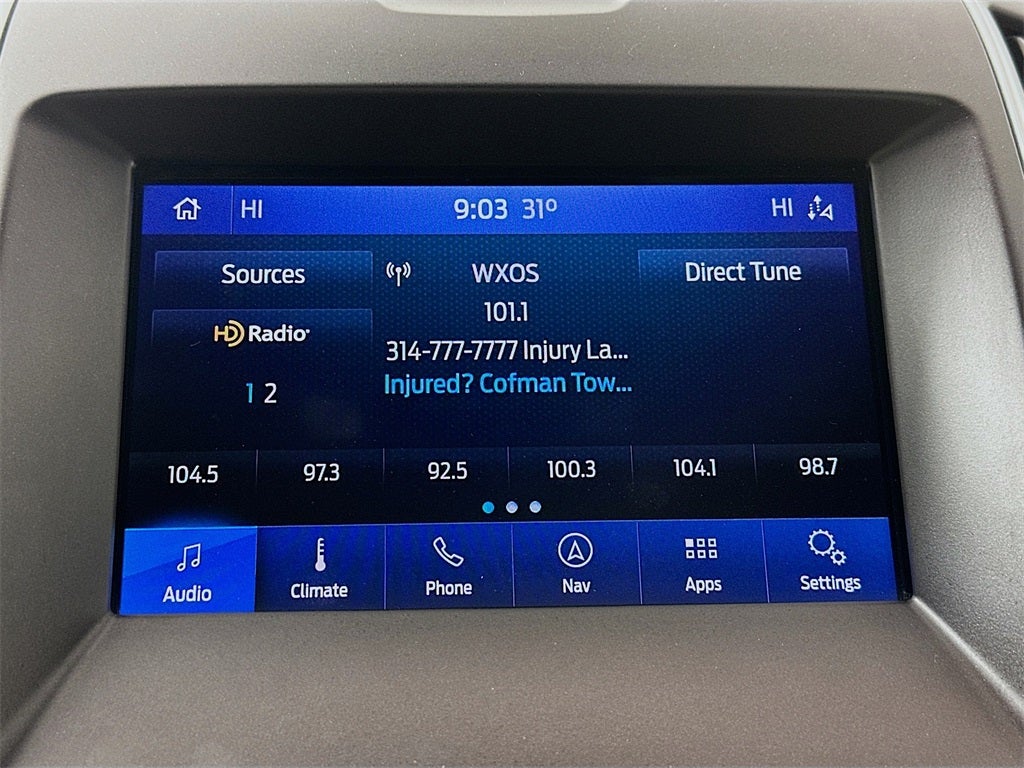 HI 9:03 31° HI
Sources WXOS Direct Tune
101.1
HD Radio
314-777-7777 Injury La...
Injured? Cofman Tow...
1 2
104.5 97.3 92.5 100.3 104.1 98.7
Audio Climate Phone Nav Apps Settings